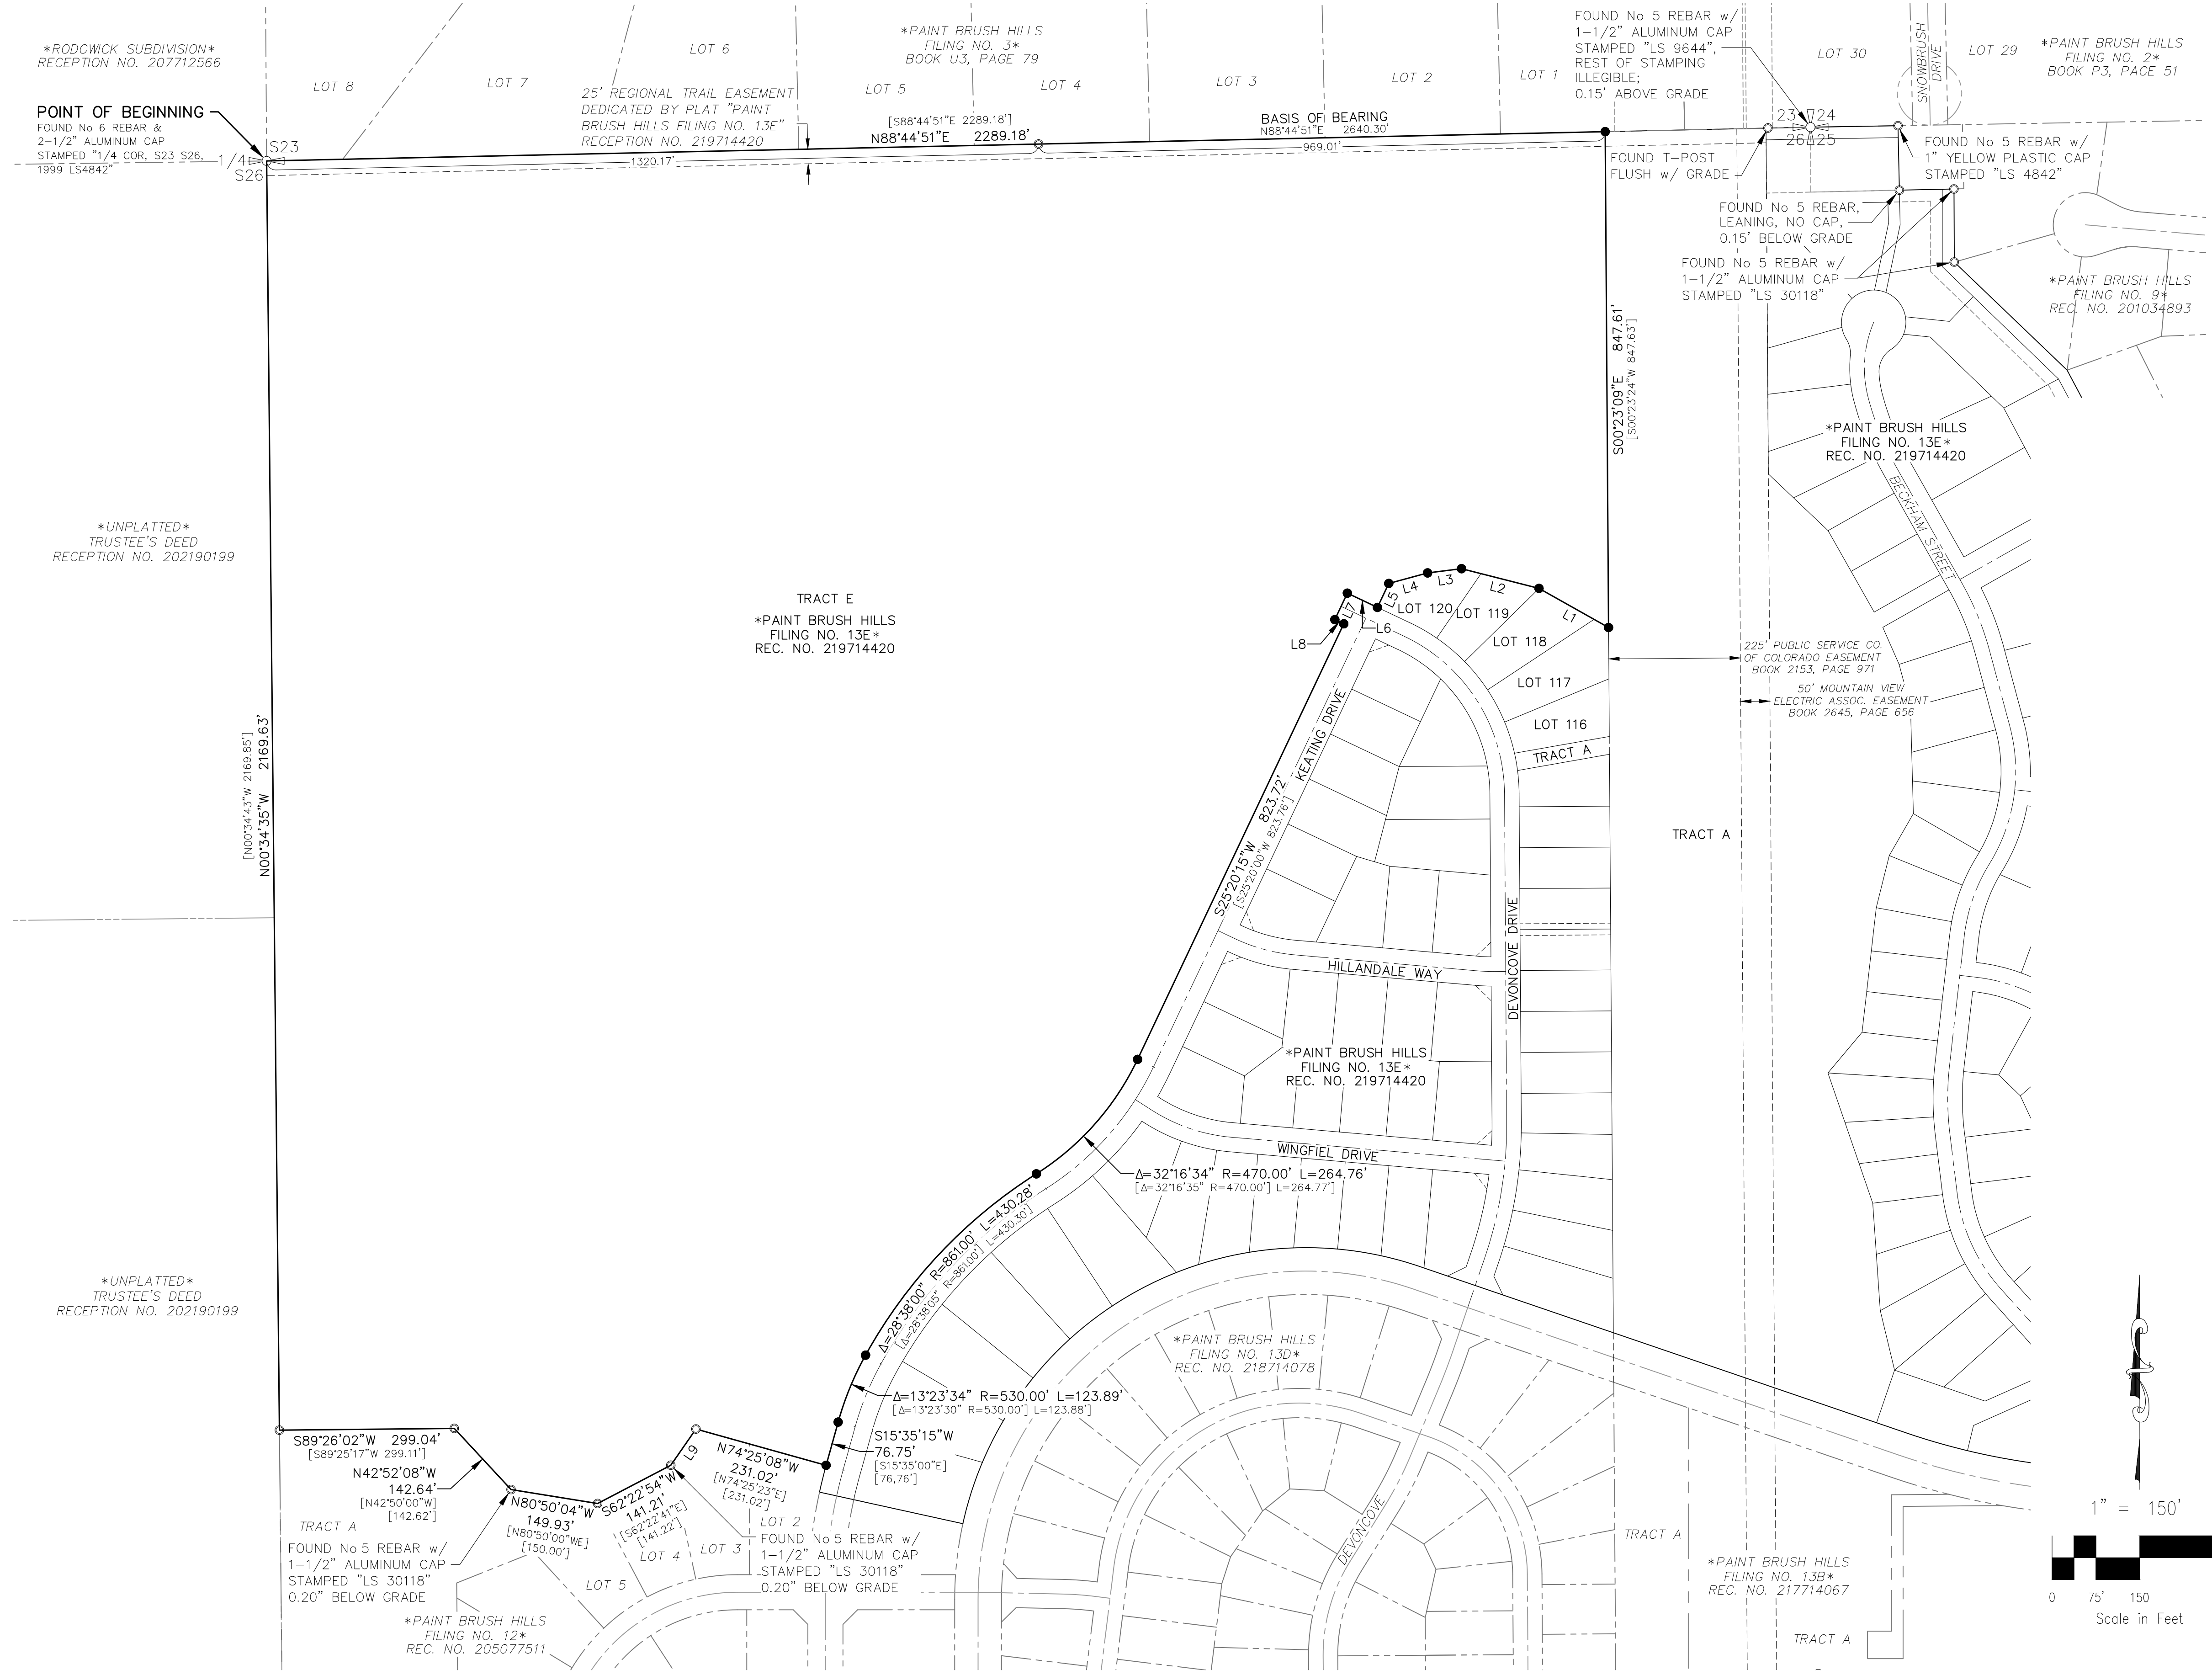 *RODGWICK SUBDIVISION*
RECEPTION NO. 207712566
LOT 8
LOT 7
LOT 6
*PAINT BRUSH HILLS
FILING NO. 3*
BOOK U3, PAGE 79
LOT 5
LOT 4
LOT 3
LOT 2
LOT 1
25' REGIONAL TRAIL EASEMENT
DEDICATED BY PLAT "PAINT
BRUSH HILLS FILING NO. 13E"
RECEPTION NO. 219714420
FOUND No 5 REBAR w/
1-1/2" ALUMINUM CAP
STAMPED "LS 9644",
REST OF STAMPING
ILLEGIBLE;
0.15' ABOVE GRADE
LOT 30
SNOWBRUSH
DRIVE
LOT 29
*PAINT BRUSH HILLS
FILING NO. 2*
BOOK P3, PAGE 51
POINT OF BEGINNING
FOUND No 6 REBAR &
2-1/2" ALUMINUM CAP
STAMPED "1/4 COR, S23 S26,
1999 LS4842"
1/4
S23
S26
[S88°44'51"E 2289.18']
N88°44'51"E 2289.18'
1320.17'
BASIS OF BEARING
N88°44'51"E 2640.30'
969.01'
23
24
26
25
FOUND T-POST
FLUSH w/ GRADE
FOUND No 5 REBAR w/
1" YELLOW PLASTIC CAP
STAMPED "LS 4842"
FOUND No 5 REBAR,
LEANING, NO CAP,
0.15' BELOW GRADE
FOUND No 5 REBAR w/
1-1/2" ALUMINUM CAP
STAMPED "LS 30118"
*PAINT BRUSH HILLS
FILING NO. 9*
REC. NO. 201034893
S00°23'09"E 847.61'
[S00°23'24"W 847.63']
*PAINT BRUSH HILLS
FILING NO. 13E*
REC. NO. 219714420
BECKHAM STREET
*UNPLATTED*
TRUSTEE'S DEED
RECEPTION NO. 202190199
TRACT E
*PAINT BRUSH HILLS
FILING NO. 13E*
REC. NO. 219714420
L8
L7
L6
L5
L4
L3
L2
L1
LOT 120
LOT 119
LOT 118
LOT 117
LOT 116
TRACT A
225' PUBLIC SERVICE CO.
OF COLORADO EASEMENT
BOOK 2153, PAGE 971
50' MOUNTAIN VIEW
ELECTRIC ASSOC. EASEMENT
BOOK 2645, PAGE 656
TRACT A
[N00°34'43"W 2169.85']
N00°34'35"W 2169.63'
S25°20'15"W 823.72'
[S25°20'00"W 823.76']
KEATING DRIVE
DEVONCOVE DRIVE
HILLANDALE WAY
*PAINT BRUSH HILLS
FILING NO. 13E*
REC. NO. 219714420
WINGFIEL DRIVE
Δ=32°16'34" R=470.00' L=264.76'
[Δ=32°16'35" R=470.00'] L=264.77']
Δ=28°38'00" R=861.00' L=430.28'
[Δ=28°38'05" R=861.00'] L=430.30']
*UNPLATTED*
TRUSTEE'S DEED
RECEPTION NO. 202190199
*PAINT BRUSH HILLS
FILING NO. 13D*
REC. NO. 218714078
Δ=13°23'34" R=530.00' L=123.89'
[Δ=13°23'30" R=530.00'] L=123.88']
S15°35'15"W
76.75'
[S15°35'00"E]
[76,76']
S89°26'02"W 299.04'
[S89°25'17"W 299.11']
N42°52'08"W
142.64'
[N42°50'00"W]
[142.62']
N80°50'04"W
149.93'
[N80°50'00"WE]
[150.00']
S62°22'54"W
141.21'
[S62°22'41"E]
[141.22']
L9
N74°25'08"W
231.02'
[N74°25'23"E]
[231.02']
TRACT A
FOUND No 5 REBAR w/
1-1/2" ALUMINUM CAP
STAMPED "LS 30118"
0.20" BELOW GRADE
LOT 5
LOT 4
LOT 3
LOT 2
FOUND No 5 REBAR w/
1-1/2" ALUMINUM CAP
STAMPED "LS 30118"
0.20" BELOW GRADE
*PAINT BRUSH HILLS
FILING NO. 12*
REC. NO. 205077511
DEVONCOVE
TRACT A
*PAINT BRUSH HILLS
FILING NO. 13B*
REC. NO. 217714067
TRACT A
1" = 150'
0 75' 150
Scale in Feet